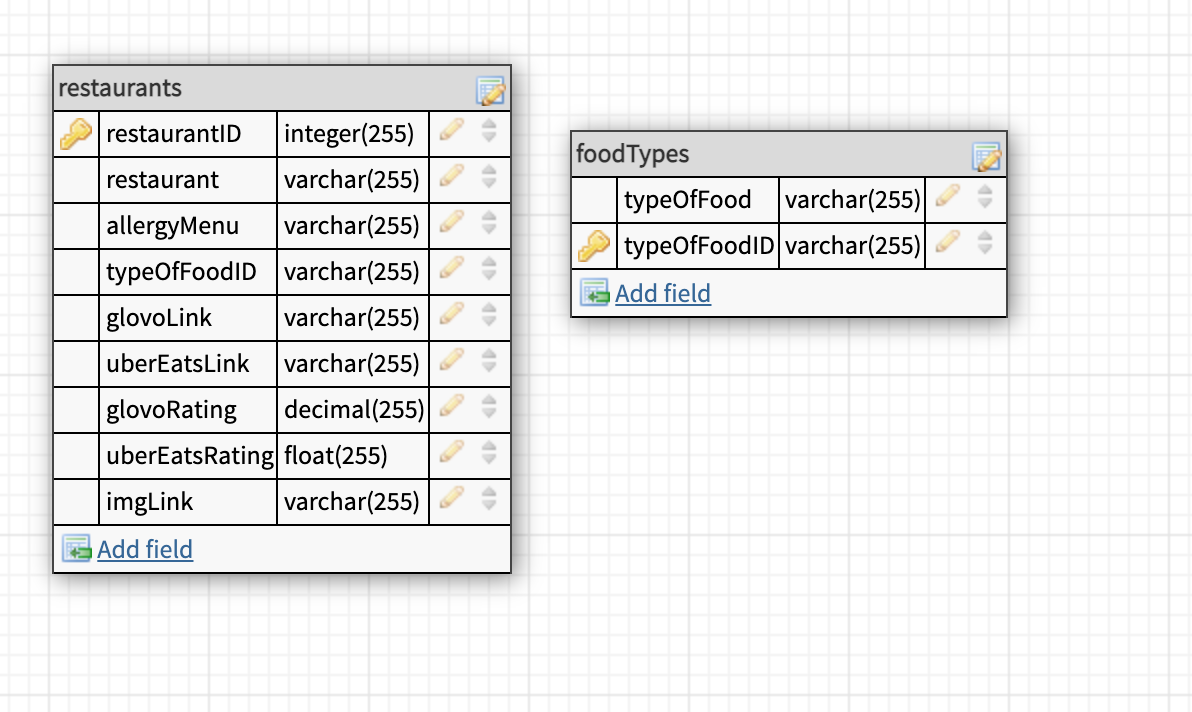 restaurants
restaurantID integer(255)
restaurant varchar(255)
allergyMenu varchar(255)
typeOfFoodID varchar(255)
glovoLink varchar(255)
uberEatsLink varchar(255)
glovoRating decimal(255)
uberEatsRating float(255)
imgLink varchar(255)
Add field
foodTypes
typeOfFood varchar(255)
typeOfFoodID varchar(255)
Add field